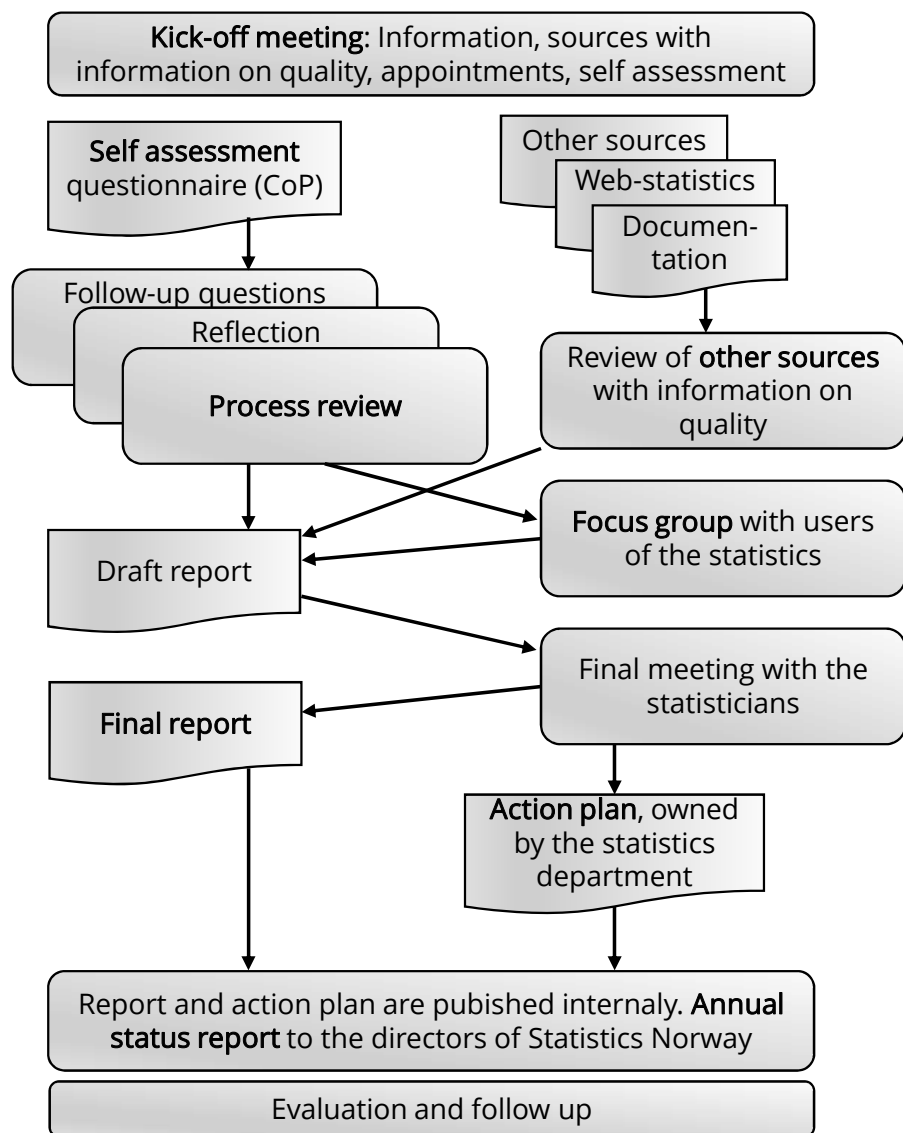 Kick-off meeting: Information, sources with
information on quality, appointments, self assessment
Self assessment
questionnaire (CoP)
Other sources
Web-statistics
Documen-
tation
Follow-up questions
Reflection
Process review
Review of other sources
with information on
quality
Focus group with users
of the statistics
Draft report
Final meeting with the
statisticians
Final report
Action plan, owned
by the statistics
department
Report and action plan are pubished internaly. Annual
status report to the directors of Statistics Norway
Evaluation and follow up